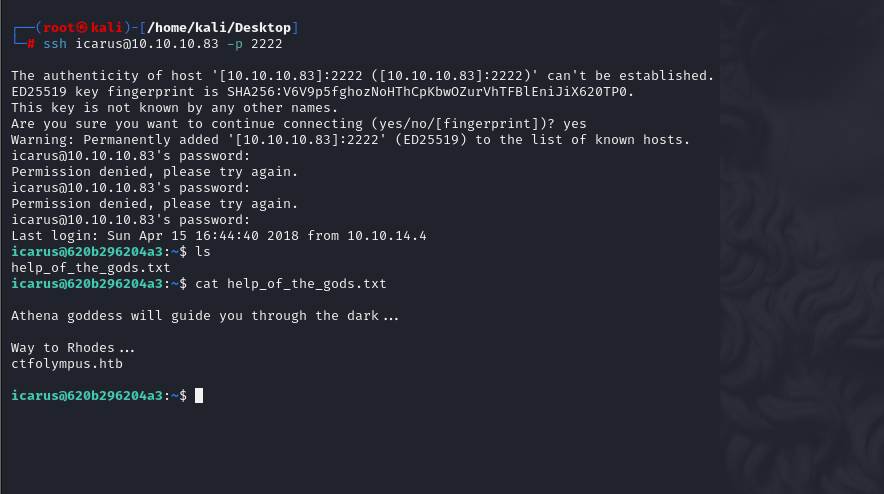 ┌──(root㉿kali)-[/home/kali/Desktop]
└─# ssh icarus@10.10.10.83 -p 2222
The authenticity of host '[10.10.10.83]:2222 ([10.10.10.83]:2222)' can't be established.
ED25519 key fingerprint is SHA256:V6V9p5fghozNoHThCpKbwOZurVhTFBlEniJiX620TP0.
This key is not known by any other names.
Are you sure you want to continue connecting (yes/no/[fingerprint])? yes
Warning: Permanently added '[10.10.10.83]:2222' (ED25519) to the list of known hosts.
icarus@10.10.10.83's password:
Permission denied, please try again.
icarus@10.10.10.83's password:
Permission denied, please try again.
icarus@10.10.10.83's password:
Last login: Sun Apr 15 16:44:40 2018 from 10.10.14.4
icarus@620b296204a3:~$ ls
help_of_the_gods.txt
icarus@620b296204a3:~$ cat help_of_the_gods.txt
Athena goddess will guide you through the dark...
Way to Rhodes...
ctfolympus.htb
icarus@620b296204a3:~$